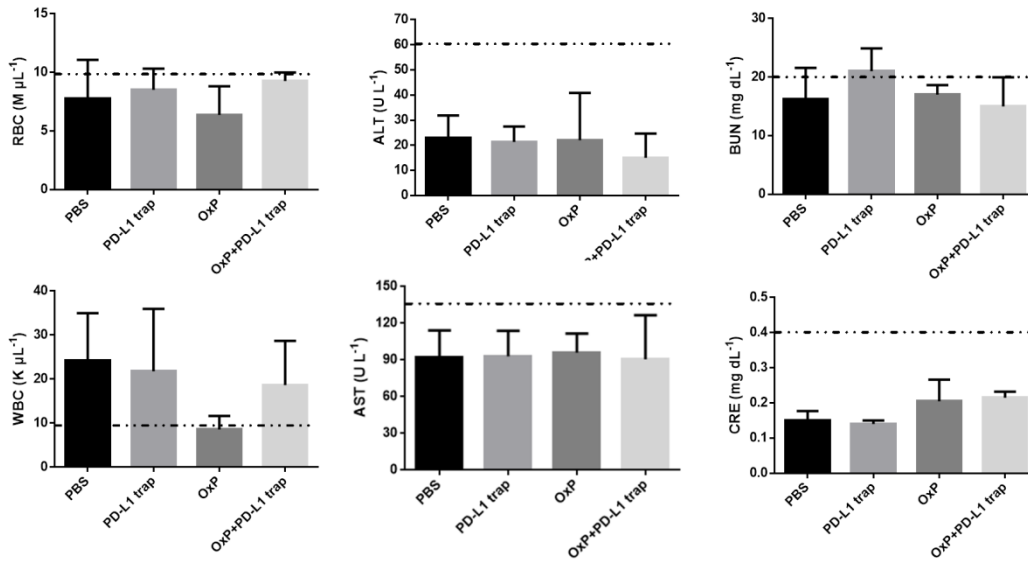 RBC (M µL⁻¹)
15
10
5
0
PBS
PD-L1 trap
OxP
OxP+PD-L1 trap
ALT (U L⁻¹)
70
60
50
40
30
20
10
0
PBS
PD-L1 trap
OxP
P+PD-L1 trap
BUN (mg dL⁻¹)
30
20
10
0
PBS
PD-L1 trap
OxP
OxP+PD-L1 trap
WBC (K µL⁻¹)
40
30
20
10
0
PBS
PD-L1 trap
OxP
OxP+PD-L1 trap
AST (U L⁻¹)
150
120
90
60
30
0
PBS
PD-L1 trap
OxP
OxP+PD-L1 trap
CRE (mg dL⁻¹)
0.5
0.4
0.3
0.2
0.1
0.0
PBS
PD-L1 trap
OxP
OxP+PD-L1 trap